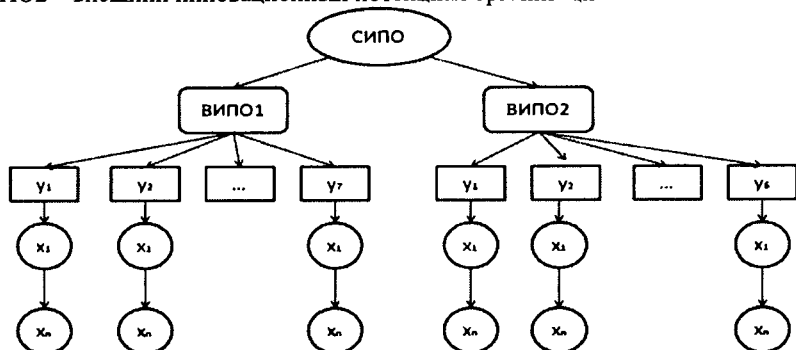 СИПО
ВИПО1 ВИПО2
y₁ y₂ ... y₇ y₁ y₂ ... y₆
x₁ x₁ x₁ x₁ x₁ x₁
xₙ xₙ xₙ xₙ xₙ xₙ